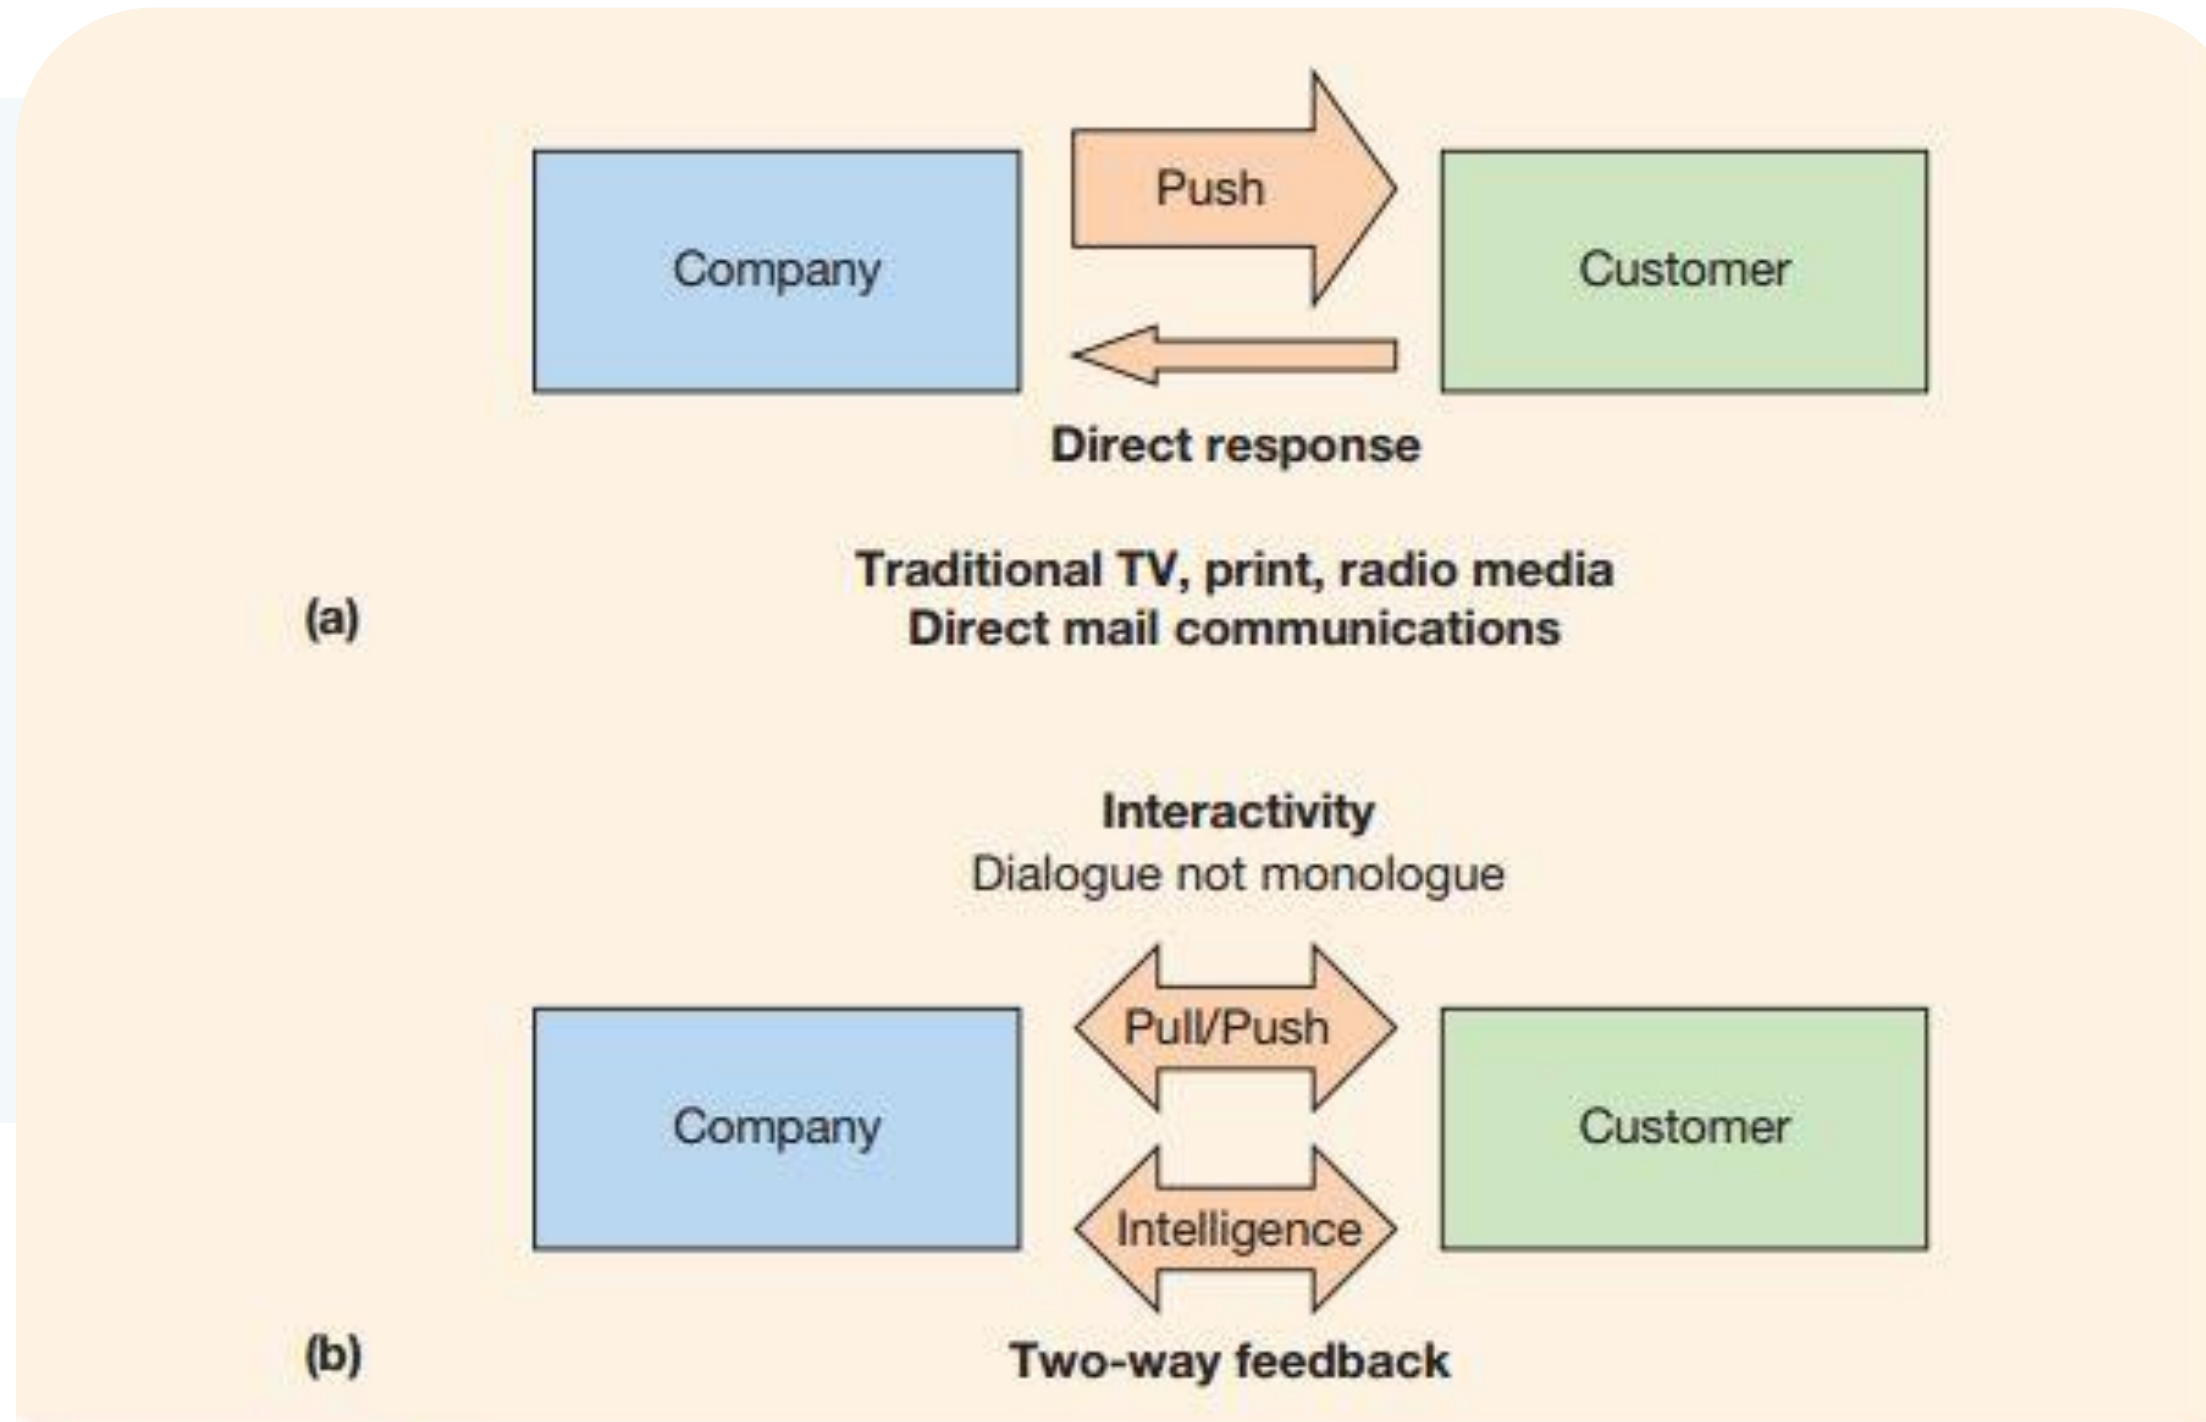 Push
Company
Customer
Direct response
Traditional TV, print, radio media
(a)
Direct mail communications
Interactivity
Dialogue not monologue
Pull/Push
Company
Customer
Intelligence
(b)
Two-way feedback